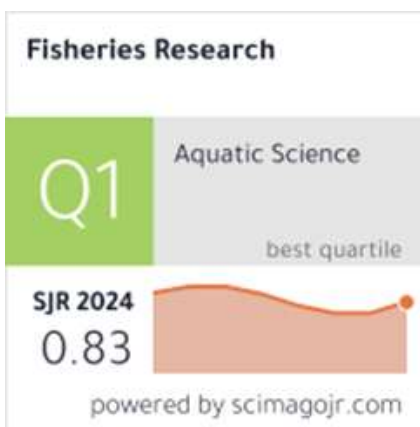 Fisheries Research
Q1
Aquatic Science
best quartile
SJR 2024
0.83
powered by scimagojr.com